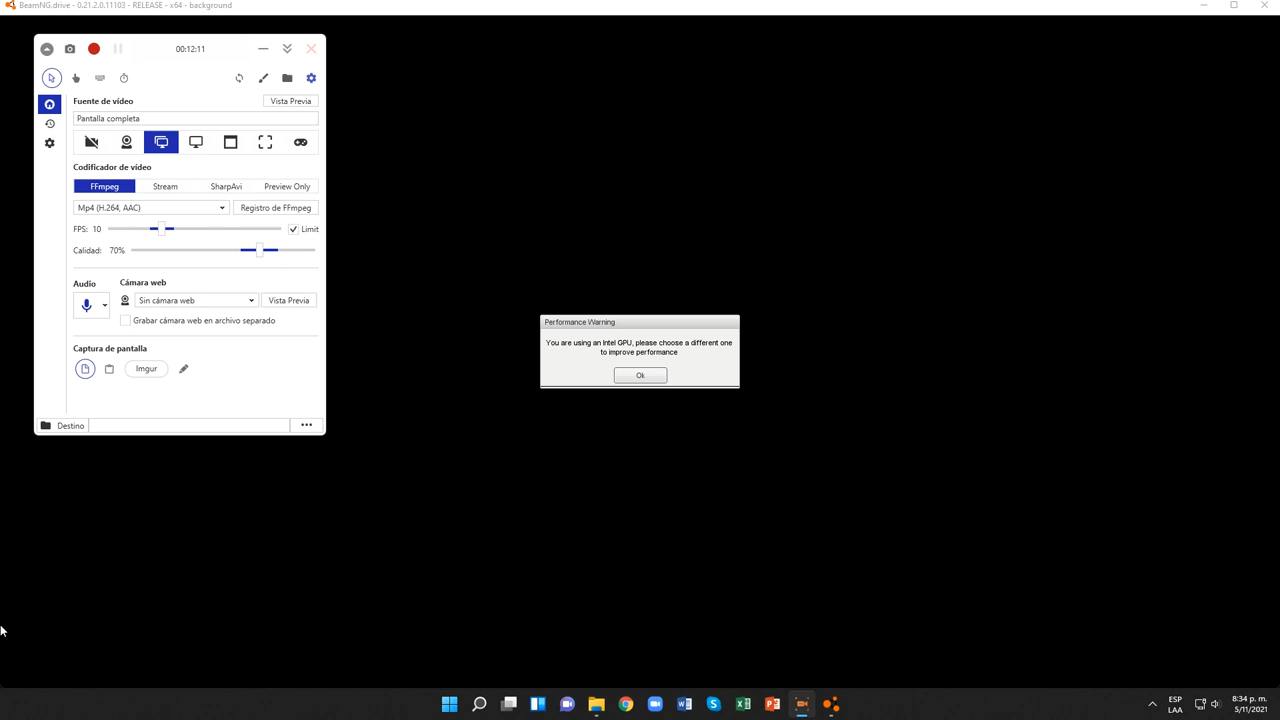 BeamNG.drive - 0.21.2.0.11103 - RELEASE - x64 - background
00:12:11
Fuente de vídeo
Vista Previa
Pantalla completa
Codificador de vídeo
FFmpeg Stream SharpAvi Preview Only
Mp4 (H.264, AAC) Registro de FFmpeg
FPS: 10 Limit
Calidad: 70%
Audio
Cámara web
Sin cámara web Vista Previa
Grabar cámara web en archivo separado
Captura de pantalla
Imgur
Destino
Performance Warning
You are using an Intel GPU, please choose a different one
to improve performance
Ok
ESP
LAA
8:34 p. m.
5/11/2021